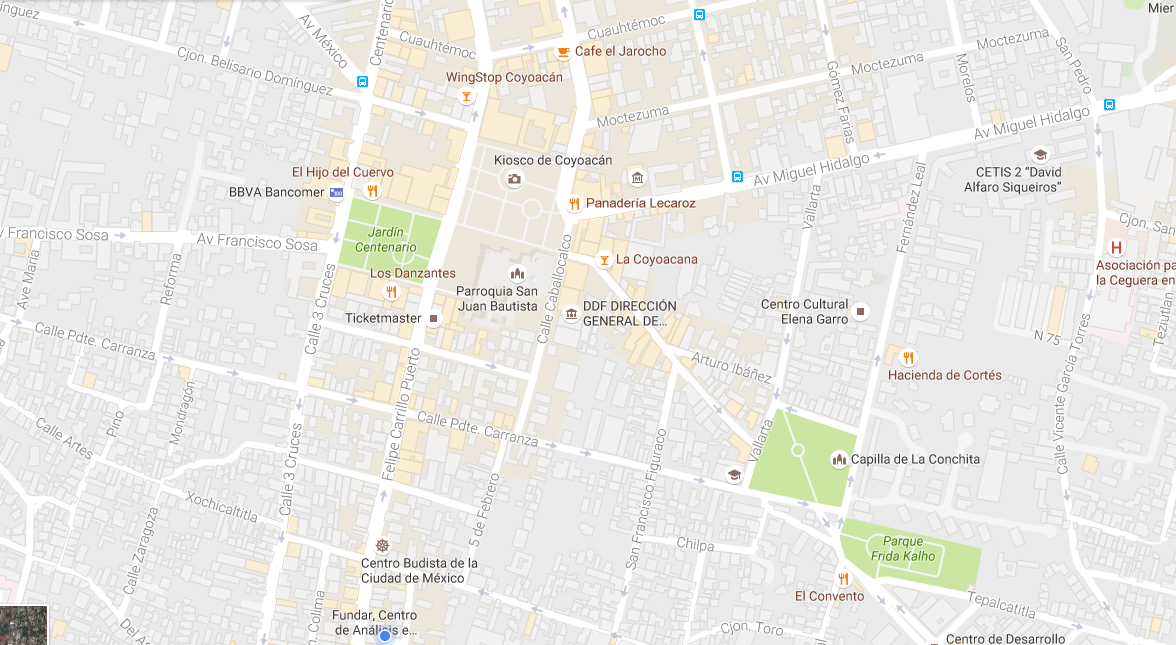 Mier
Av México
Centenario
Cuauhtémoc
Cuauhtémoc
Cafe el Jarocho
Cjon. Belisario Domínguez
WingStop Coyoacán
Moctezuma
Moctezuma
Moctezuma
Morelos
San Pedro
Gómez Farias
Av Miguel Hidalgo
Av Miguel Hidalgo
Kiosco de Coyoacán
El Hijo del Cuervo
BBVA Bancomer
CETIS 2 “David
Alfaro Siqueiros”
Panadería Lecaroz
Vallarta
Fernández Leal
Cjon. San
Jardín
Centenario
Av Francisco Sosa
Av Francisco Sosa
Ave Maria
Reforma
Los Danzantes
La Coyoacana
Asociación pa
la Ceguera en
Parroquia San
Juan Bautista
Calle Caballocalco
DDF DIRECCIÓN
GENERAL DE...
Centro Cultural
Elena Garro
Ticketmaster
Calle 3 Cruces
Calle Pdte. Carranza
N 75
Teziutlan
Arturo Ibáñez
Hacienda de Cortés
Felipe Carrillo Puerto
Calle Vicente García Torres
Pino
Mondragón
Calle Artes
Calle Pdte. Carranza
Vallarta
Capilla de La Conchita
Calle 3 Cruces
San Francisco Figuraco
5 de Febrero
Xochicaltitla
Calle Zaragoza
Chilpa
Parque
Frida Kalho
Centro Budista de la
Ciudad de México
El Convento
Tepalcatitla
Fundar, Centro
de Análisis e...
Colima
Del A
Cjon. Toro
Centro de Desarrollo